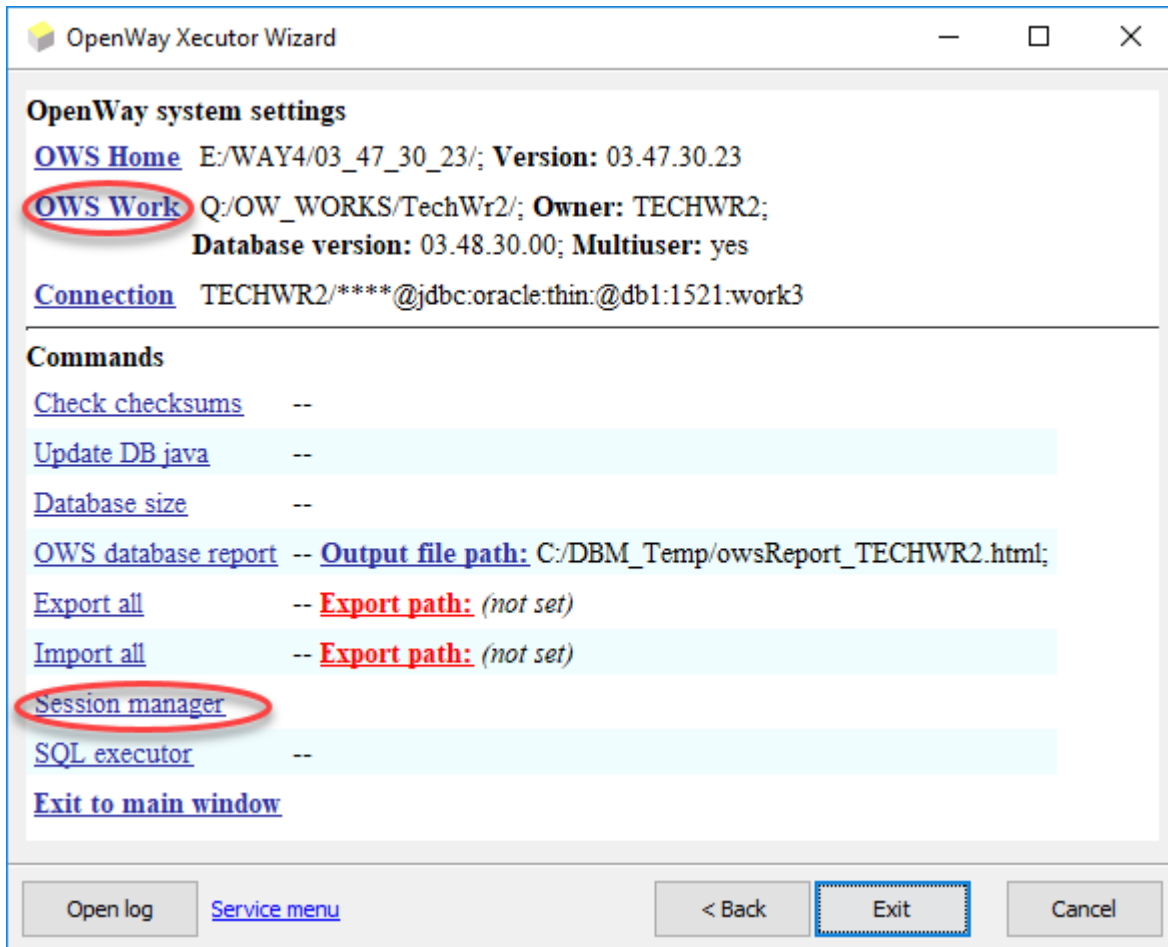 OpenWay Xecutor Wizard
OpenWay system settings
OWS Home E:/WAY4/03_47_30_23/; Version: 03.47.30.23
OWS Work Q:/OW_WORKS/TechWr2/; Owner: TECHWR2;
Database version: 03.48.30.00; Multiuser: yes
Connection TECHWR2/****@jdbc:oracle:thin:@db1:1521:work3
Commands
Check checksums --
Update DB java --
Database size --
OWS database report -- Output file path: C:/DBM_Temp/owsReport_TECHWR2.html;
Export all -- Export path: (not set)
Import all -- Export path: (not set)
Session manager
SQL executor --
Exit to main window
Open log Service menu < Back Exit Cancel